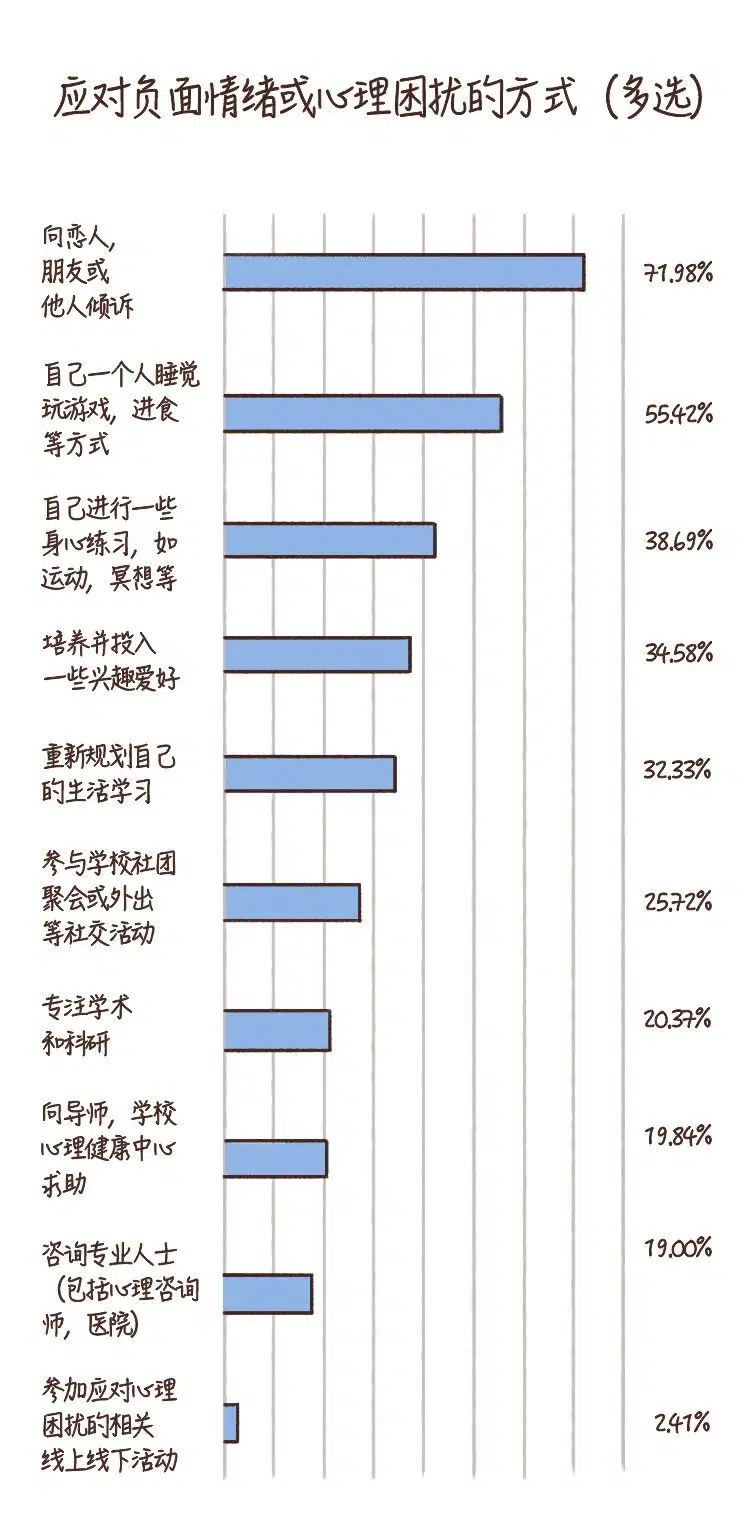 应对负面情绪或心理困扰的方式（多选）
向恋人，
朋友或
他人倾诉
71.98%
自己一个人睡觉
玩游戏，进食
等方式
55.42%
自己进行一些
身心练习，如
运动，冥想等
38.69%
培养并投入
一些兴趣爱好
34.58%
重新规划自己
的生活学习
32.33%
参与学校社团
聚会或外出
等社交活动
25.72%
专注学术
和科研
20.37%
向导师，学校
心理健康中心
求助
19.84%
咨询专业人士
（包括心理咨询
师，医院）
19.00%
参加应对心理
困扰的相关
线上线下活动
2.41%